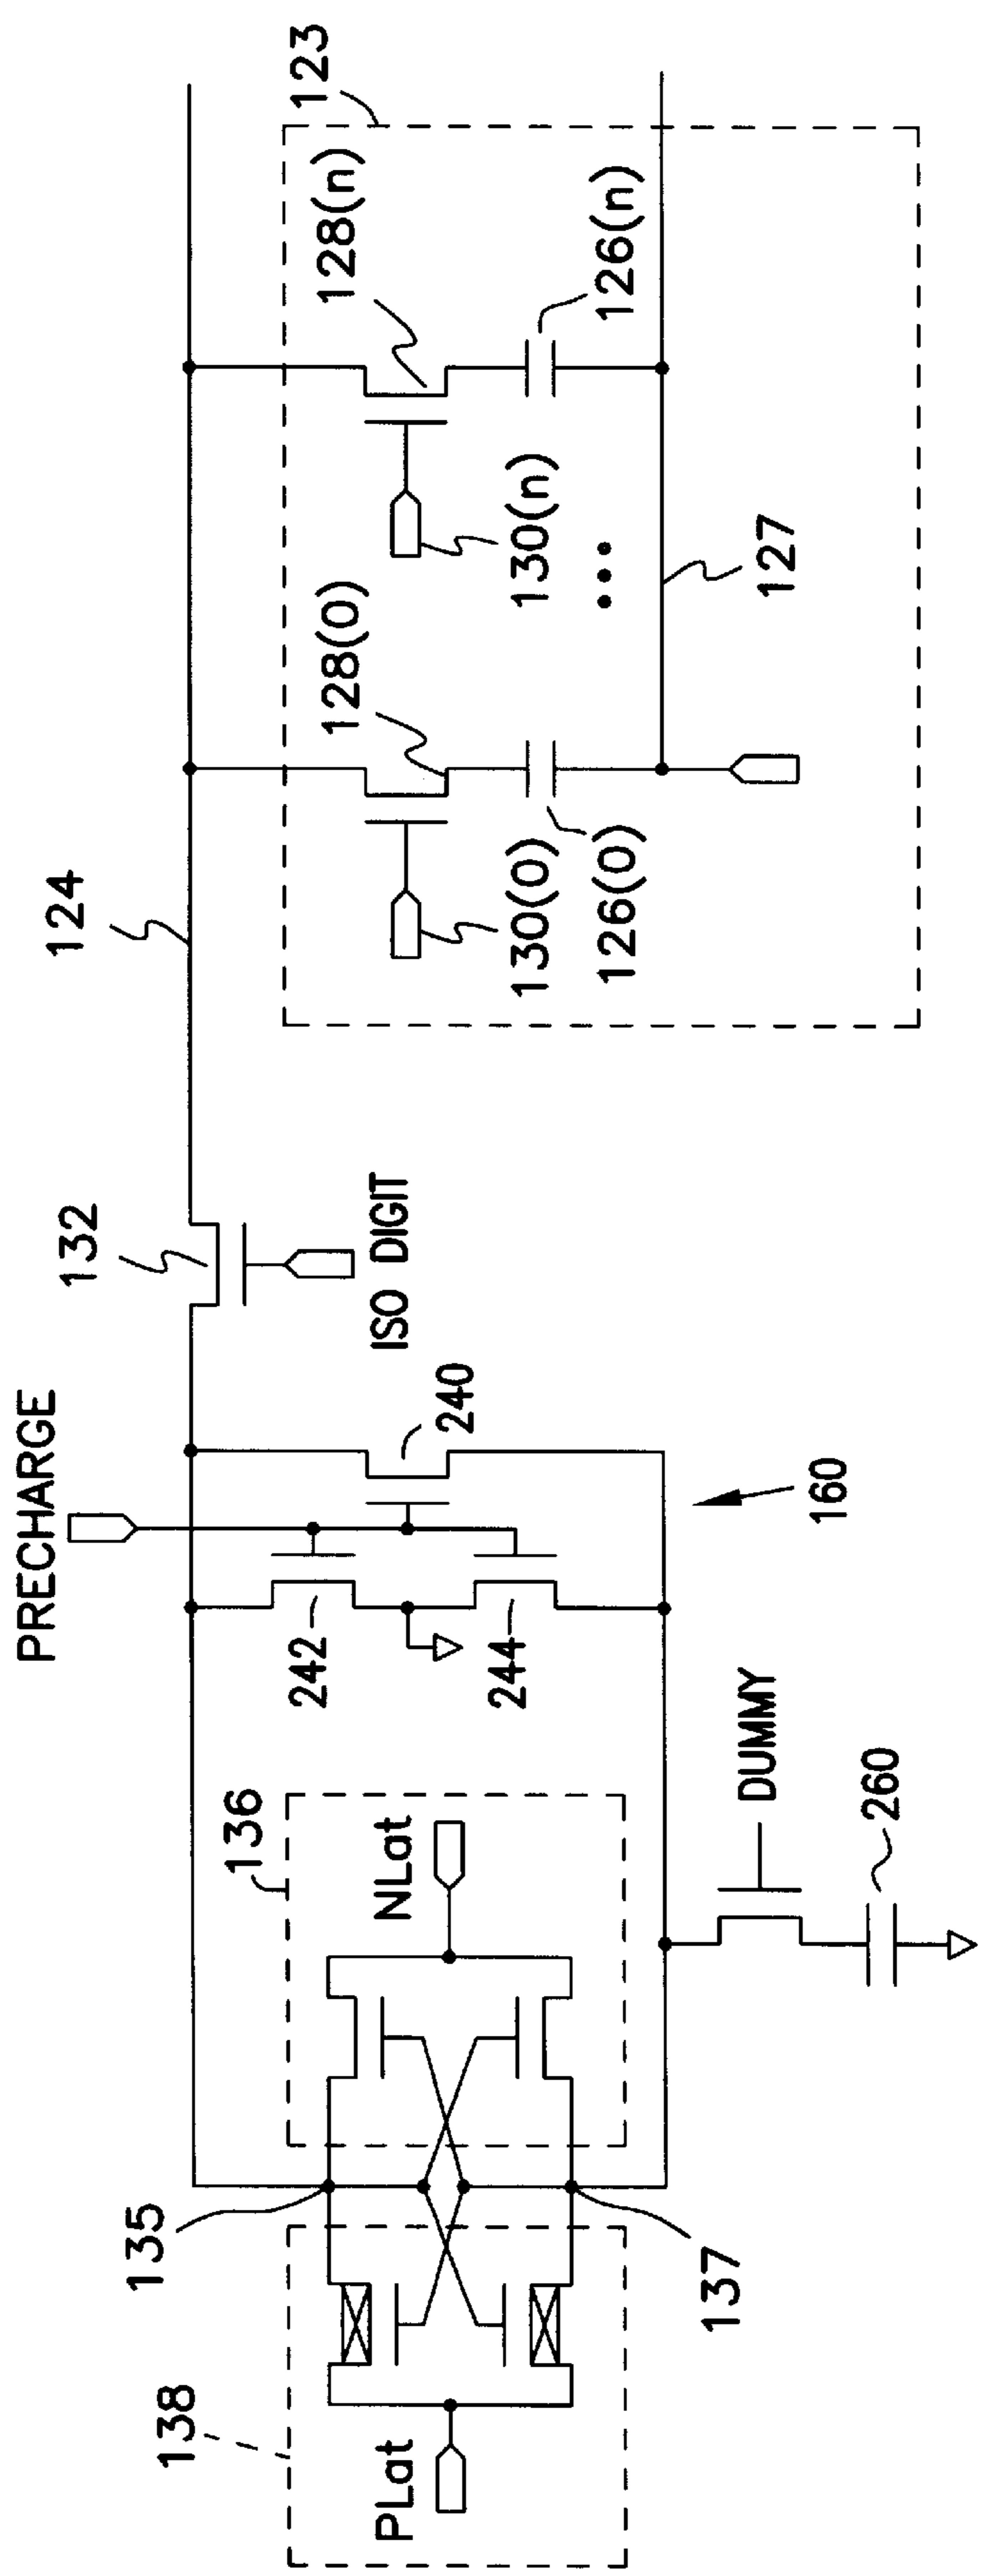 PRECHARGE
124
132
123
135
138
PLat
136
NLat
242
244
240
ISO DIGIT
128(0)
128(n)
130(0)
126(0)
130(n)
126(n)
•••
127
137
160
DUMMY
260